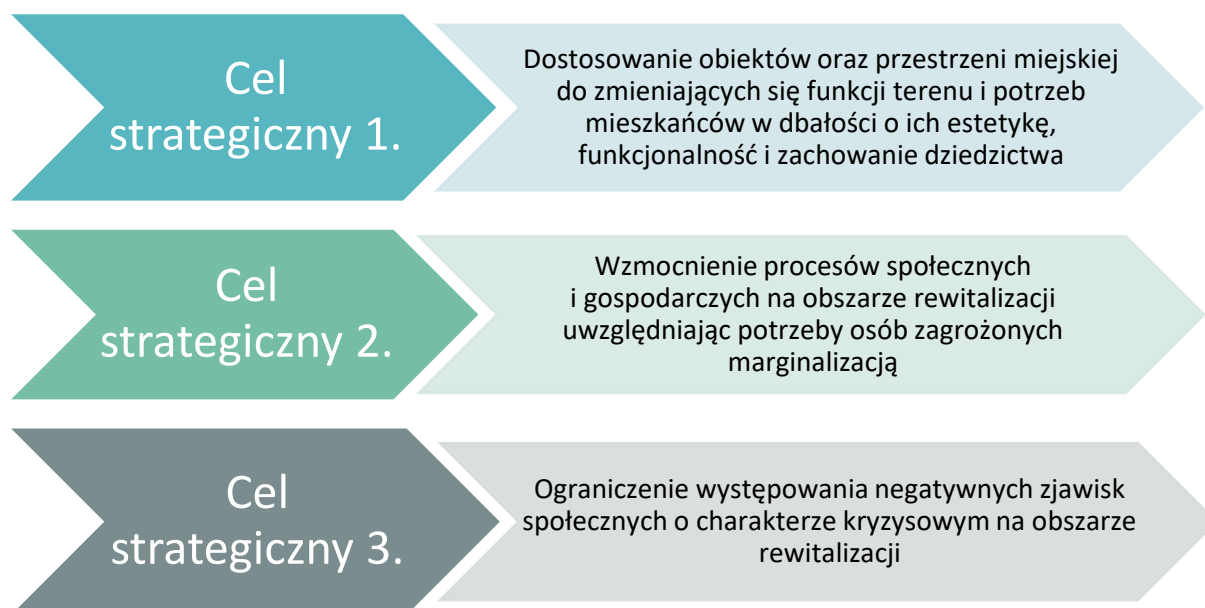 Cel
strategiczny 1.
Dostosowanie obiektów oraz przestrzeni miejskiej
do zmieniających się funkcji terenu i potrzeb
mieszkańców w dbałości o ich estetykę,
funkcjonalność i zachowanie dziedzictwa
Cel
strategiczny 2.
Wzmocnienie procesów społecznych
i gospodarczych na obszarze rewitalizacji
uwzględniając potrzeby osób zagrożonych
marginalizacją
Cel
strategiczny 3.
Ograniczenie występowania negatywnych zjawisk
społecznych o charakterze kryzysowym na obszarze
rewitalizacji